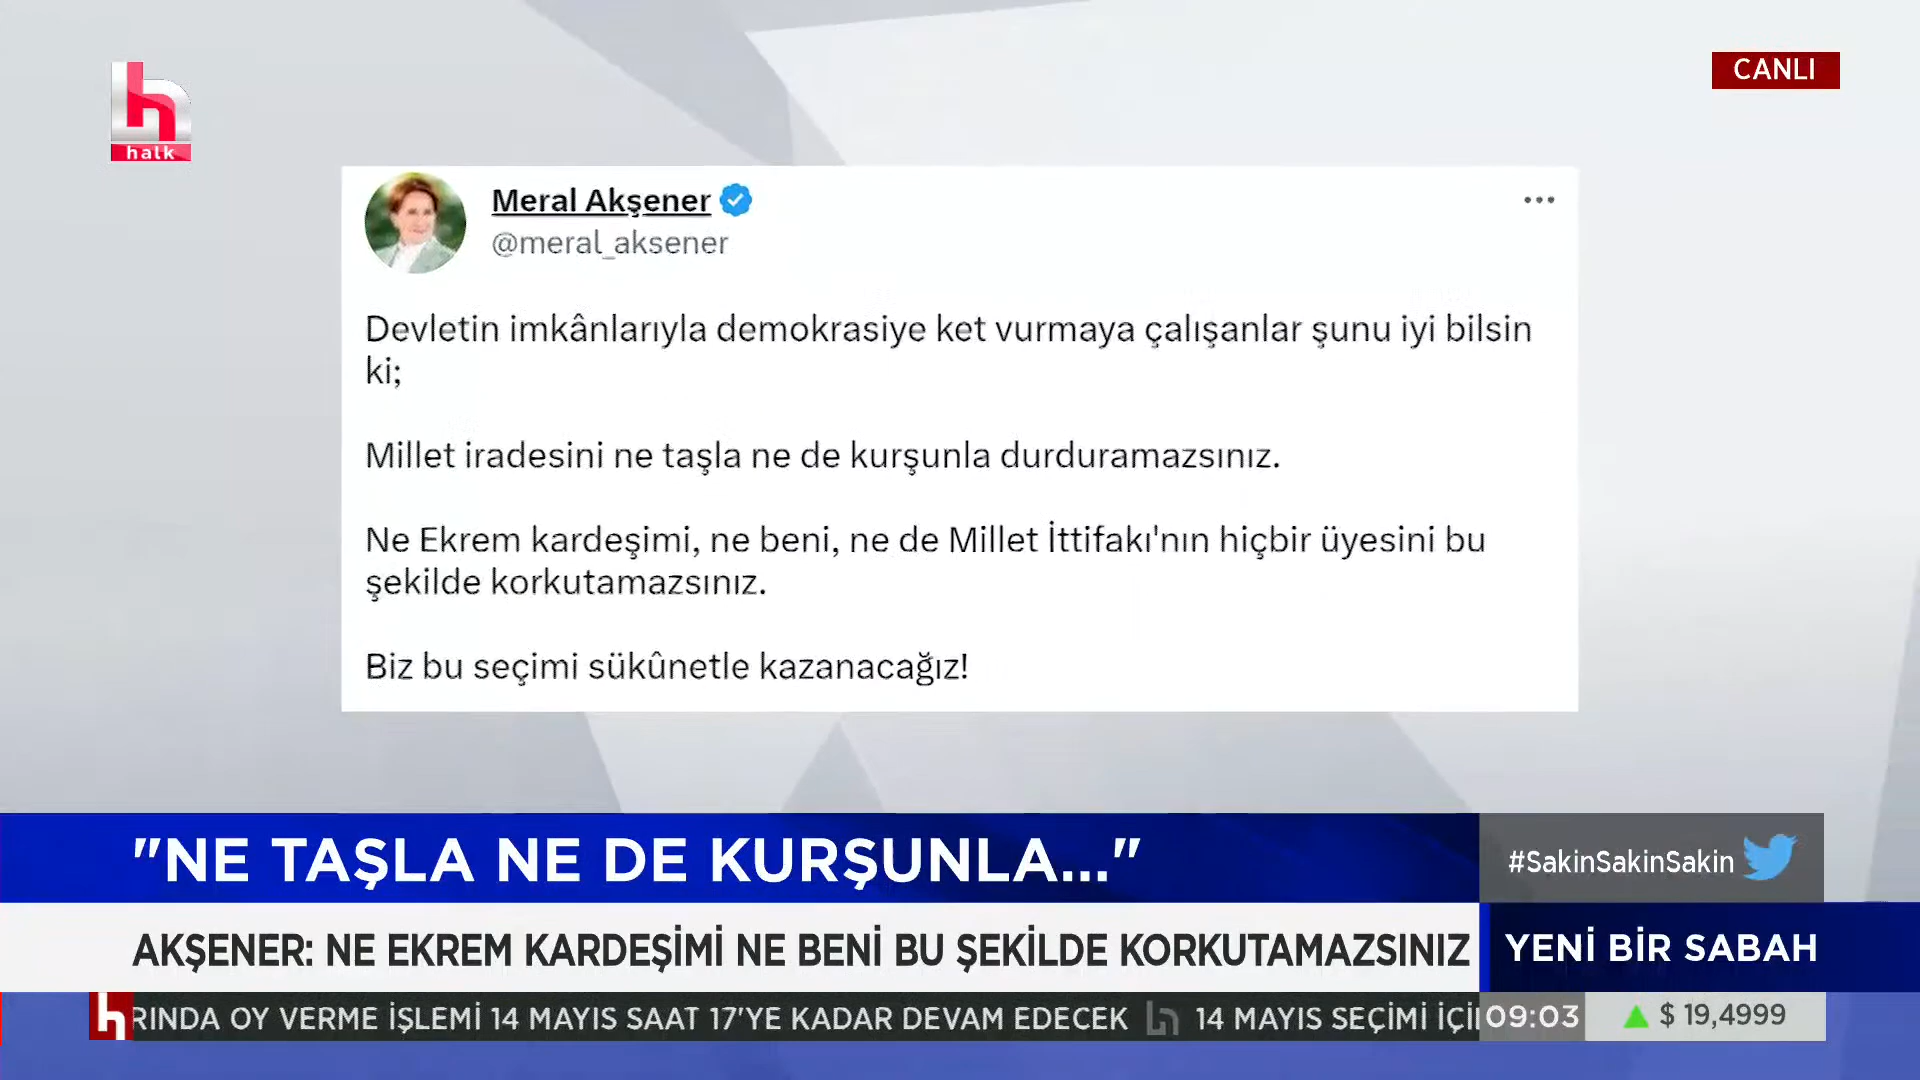 halk
CANLI
Meral Akşener
@meral_aksener
Devletin imkânlarıyla demokrasiye ket vurmaya çalışanlar şunu iyi bilsin
ki;
Millet iradesini ne taşla ne de kurşunla durduramazsınız.
Ne Ekrem kardeşimi, ne beni, ne de Millet İttifakı'nın hiçbir üyesini bu
şekilde korkutamazsınız.
Biz bu seçimi sükûnetle kazanacağız!
"NE TAŞLA NE DE KURŞUNLA..."
#SakinSakinSakin
AKŞENER: NE EKREM KARDEŞİMİ NE BENİ BU ŞEKİLDE KORKUTAMAZSINIZ
YENİ BİR SABAH
RINDA OY VERME İŞLEMİ 14 MAYIS SAAT 17'YE KADAR DEVAM EDECEK 14 MAYIS SEÇİMİ İÇİ
09:03
$ 19,4999